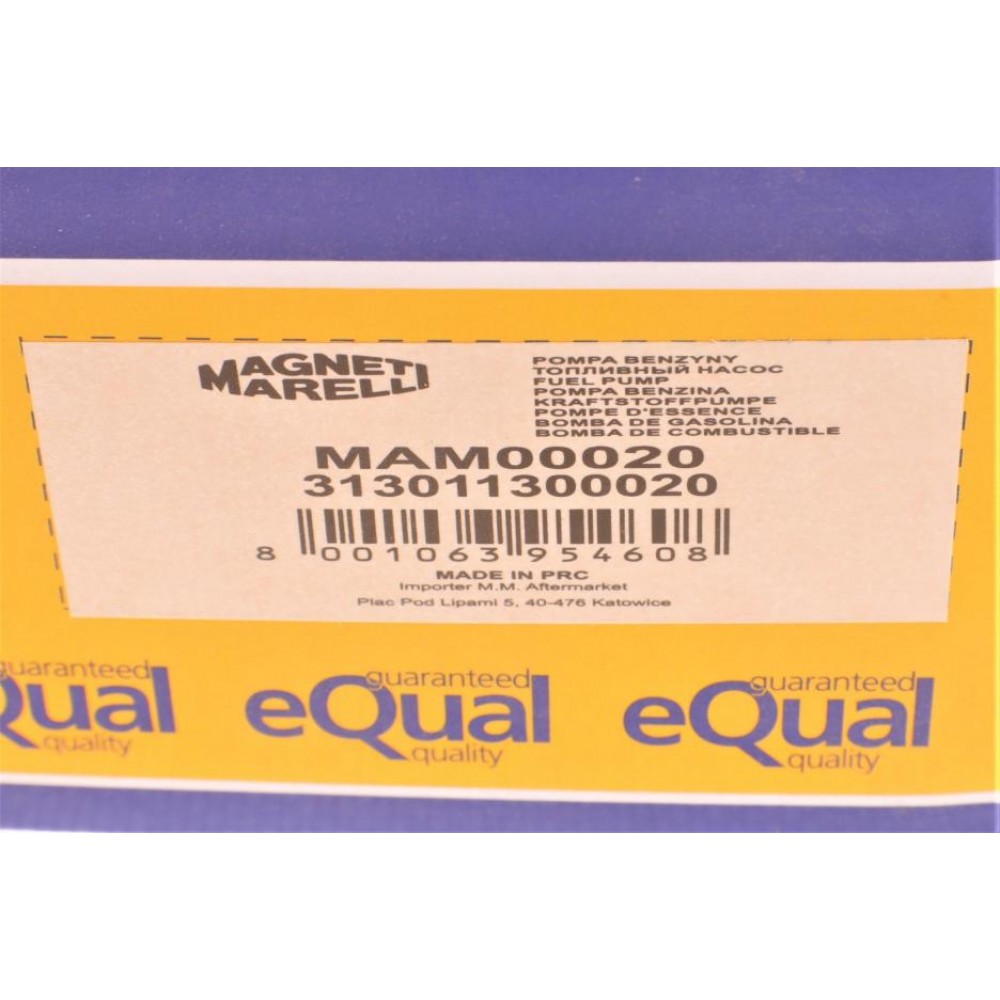 MAGNETI
MARELLI
POMPA BENZYNY
ТОПЛИВНЫЙ НАСОС
FUEL PUMP
POMPA BENZINA
KRAFTSTOFFPUMPE
POMPE D'ESSENCE
BOMBA DE GASOLINA
BOMBA DE COMBUSTIBLE
MAM00020
313011300020
8 001063 954608
MADE IN PRC
Importer M.M. Aftermarket
Plac Pod Lipami 5, 40-476 Katowice
guaranteed
Qual
quality
guaranteed
eQual
quality
guaranteed
eQual
quality